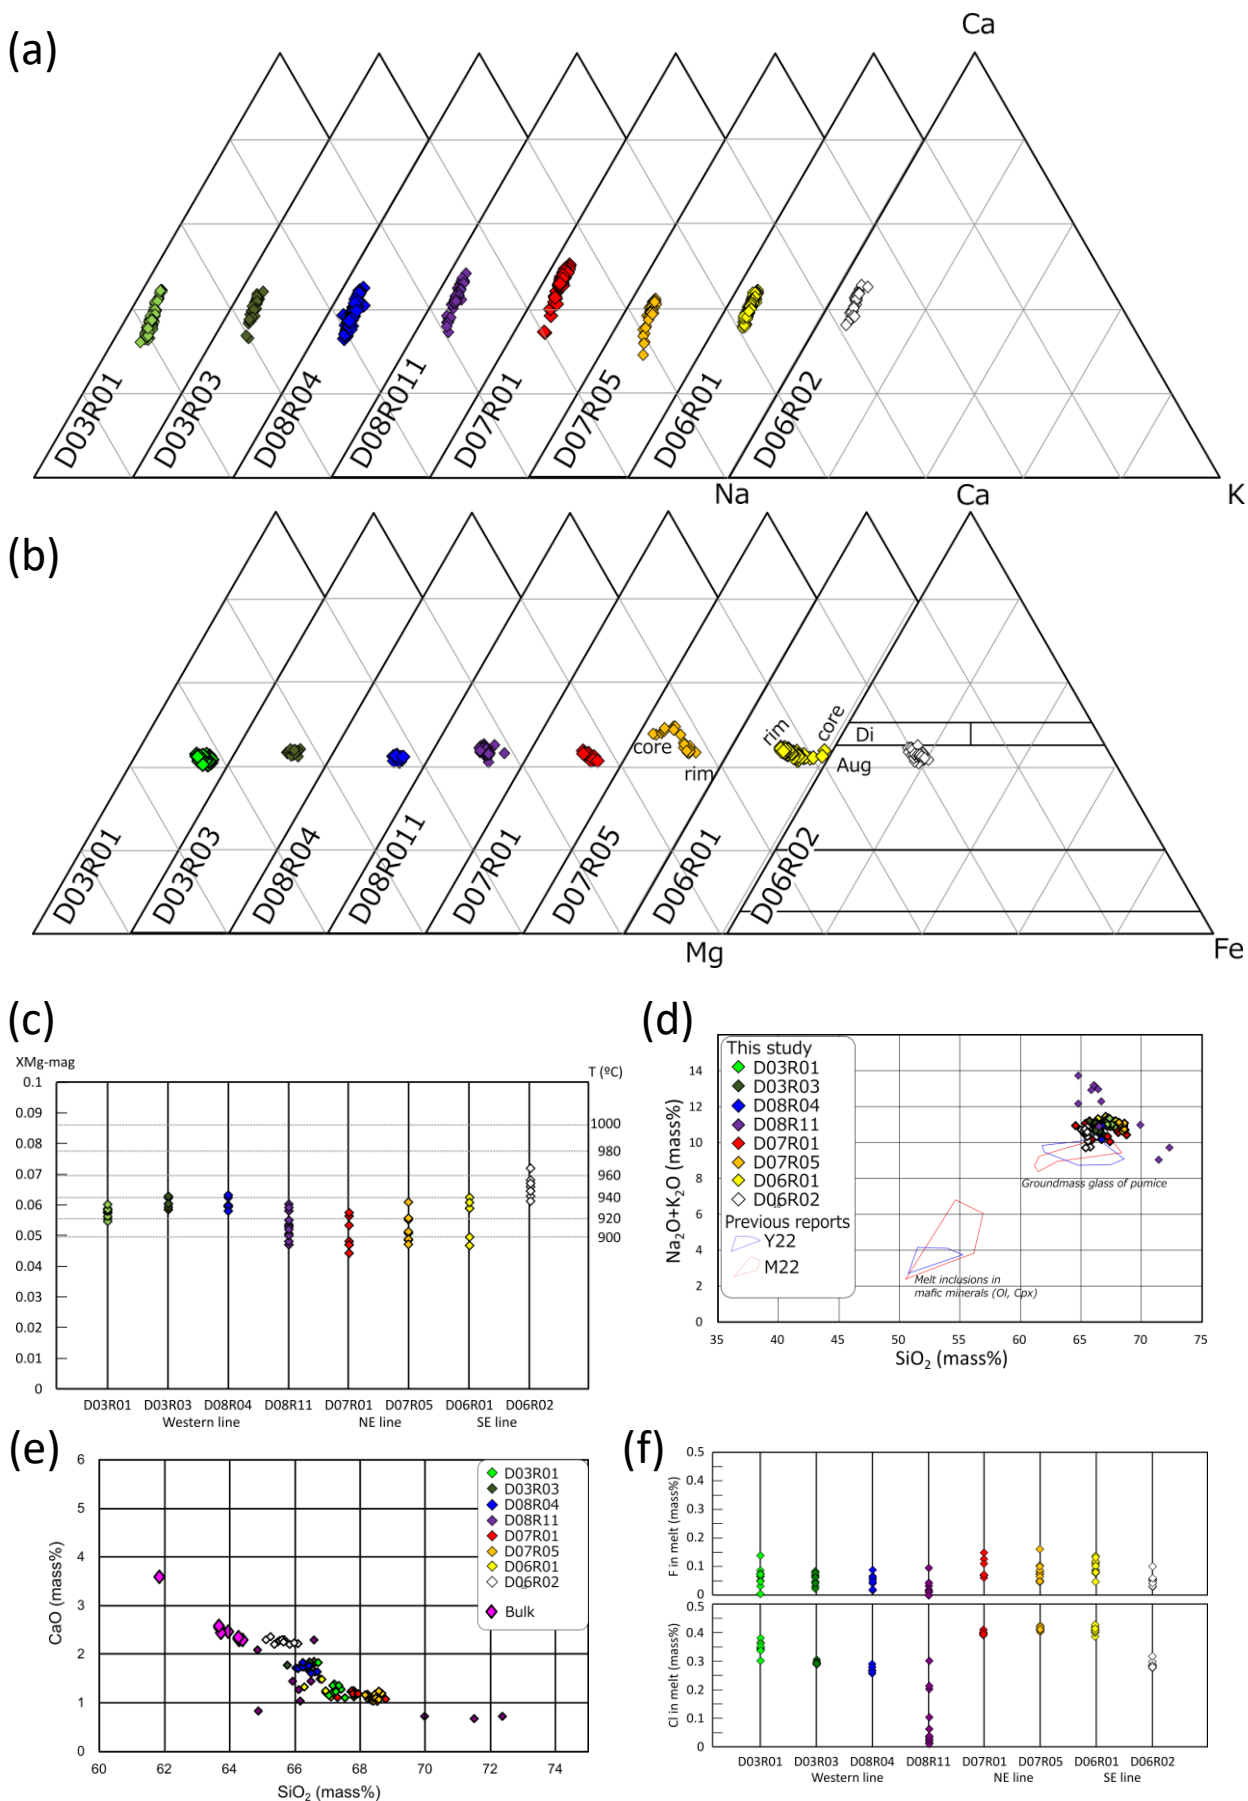 (a)
Ca
D03R01
D03R03
D08R04
D08R011
D07R01
D07R05
D06R01
D06R02
Na
K
(b)
Ca
core
rim
rim
core
Di
Aug
D03R01
D03R03
D08R04
D08R011
D07R01
D07R05
D06R01
D06R02
Mg
Fe
(c)
XMg-mag
T (ºC)
0.1
0.09
0.08
0.07
0.06
0.05
0.04
0.03
0.02
0.01
0
1000
980
960
940
920
900
D03R01 D03R03 D08R04 D08R11 D07R01 D07R05 D06R01 D06R02
Western line NE line SE line
(d)
Na₂O+K₂O (mass%)
14
12
10
8
6
4
2
0
This study
D03R01
D03R03
D08R04
D08R11
D07R01
D07R05
D06R01
D06R02
Previous reports
Y22
M22
Groundmass glass of pumice
Melt inclusions in
mafic minerals (Ol, Cpx)
35 40 45 50 55 60 65 70 75
SiO₂ (mass%)
(e)
CaO (mass%)
6
5
4
3
2
1
0
D03R01
D03R03
D08R04
D08R11
D07R01
D07R05
D06R01
D06R02
Bulk
60 62 64 66 68 70 72 74
SiO₂ (mass%)
(f)
F in melt (mass%)
0.5
0.4
0.3
0.2
0.1
0
Cl in melt (mass%)
0.5
0.4
0.3
0.2
0.1
0
D03R01 D03R03 D08R04 D08R11 D07R01 D07R05 D06R01 D06R02
Western line NE line SE line